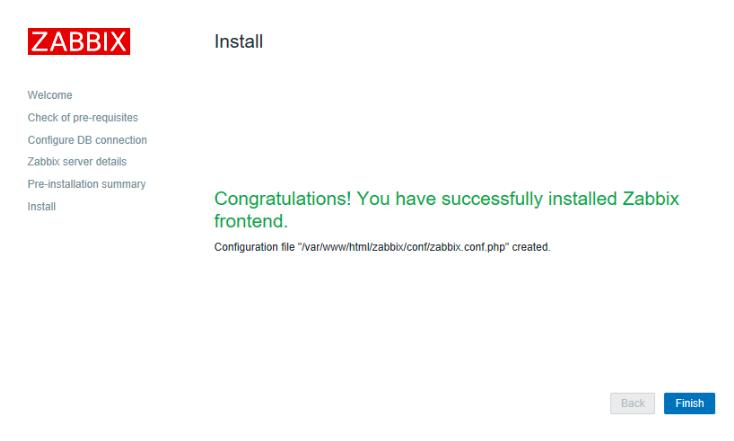 ZABBIX
Install
Welcome
Check of pre-requisites
Configure DB connection
Zabbix server details
Pre-installation summary
Install
Congratulations! You have successfully installed Zabbix
frontend.
Configuration file "/var/www/html/zabbix/conf/zabbix.conf.php" created.
Back
Finish